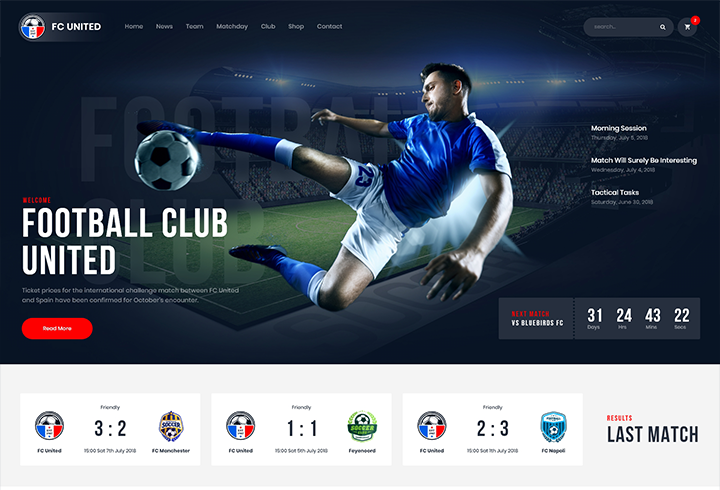 FC UNITED
Home News Team Matchday Club Shop Contact
search...
3
FOOTBALL
CLUB
WELCOME
FOOTBALL CLUB
UNITED
Ticket prices for the international challenge match between FC United
and Spain have been confirmed for October's encounter.
Read More
23
Morning Session
Thursday, July 5, 2018
Match Will Surely Be Interesting
Wednesday, July 4, 2018
Tactical Tasks
Saturday, June 30, 2018
NEXT MATCH
VS BLUEBIRDS FC
31 24 43 22
Days Hrs Mins Secs
Friendly
3 : 2
FC United 15:00 Sat 7th July 2018 FC Manchester
Friendly
1 : 1
FC United 15:00 Sat 5th July 2018 Feyenoord
Friendly
2 : 3
FC United 15:00 Sat 1th July 2018 FC Napoli
SOCCER
SOCCER
FOOTBALL
RESULTS
LAST MATCH